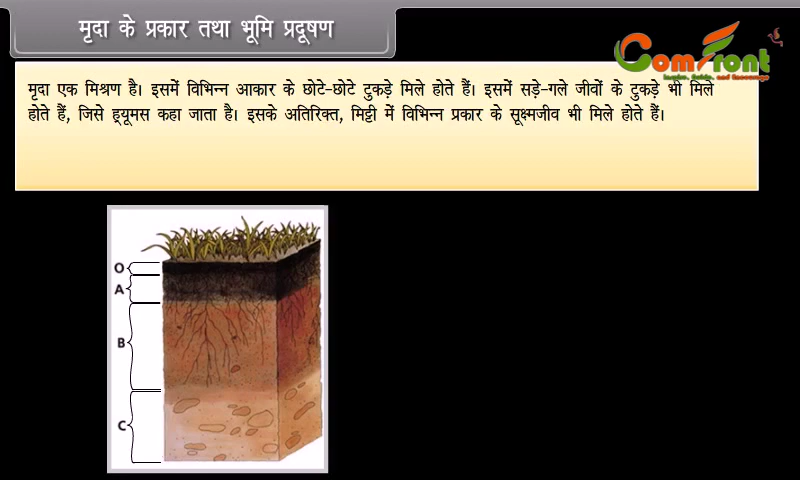 मृदा के प्रकार तथा भूमि प्रदूषण
ComFront
मृदा एक मिश्रण है। इसमें विभिन्न आकार के छोटे-छोटे टुकड़े मिले होते हैं। इसमें सड़े-गले जीवों के टुकड़े भी मिले
होते हैं, जिसे ह्यूमस कहा जाता है। इसके अतिरिक्त, मिट्टी में विभिन्न प्रकार के सूक्ष्मजीव भी मिले होते हैं।
O
A
B
C